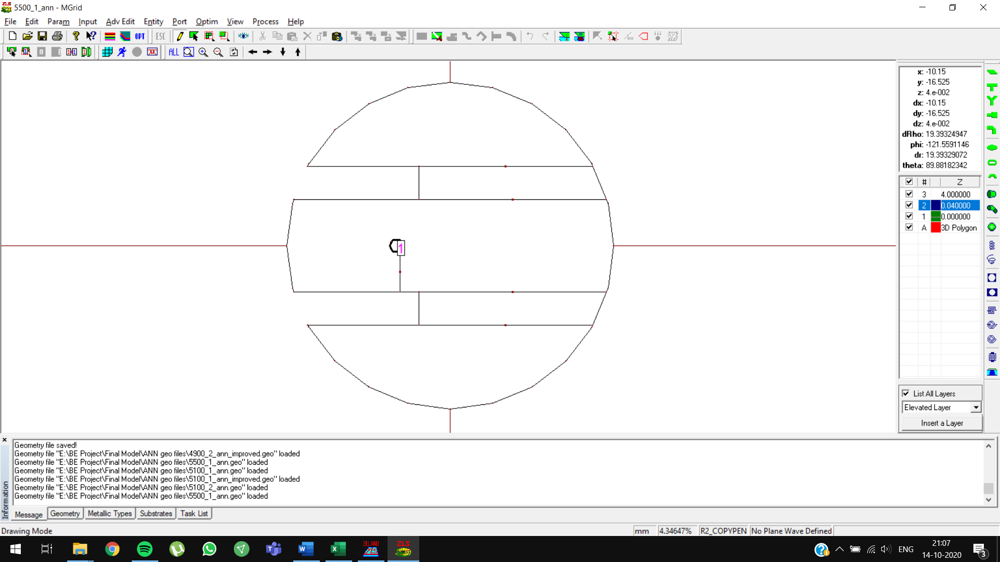 5500_1_ann - MGrid
File Edit Param Input Adv Edit Entity Port Optim View Process Help
OPT ESC
ALL
x: -10.15
y: -16.525
z: 4.e-002
dx: -10.15
dy: -16.525
dz: 4.e-002
dRho: 19.39324947
phi: -121.5591146
dr: 19.39329072
theta: 89.88182342
# Z
3 4.000000
2 0.040000
1 0.000000
A 3D Polygon
1
List All Layers
Elevated Layer
Insert a Layer
Information
Geometry file saved!
Geometry file "E:\BE Project\Final Model\ANN geo files\4900_2_ann_improved.geo" loaded
Geometry file "E:\BE Project\Final Model\ANN geo files\5500_1_ann.geo" loaded
Geometry file "E:\BE Project\Final Model\ANN geo files\5100_1_ann.geo" loaded
Geometry file "E:\BE Project\Final Model\ANN geo files\5100_1_ann_improved.geo" loaded
Geometry file "E:\BE Project\Final Model\ANN geo files\5100_2_ann.geo" loaded
Geometry file "E:\BE Project\Final Model\ANN geo files\5500_1_ann.geo" loaded
Message Geometry Metallic Types Substrates Task List
Drawing Mode mm 4.34647% R2_COPYPEN No Plane Wave Defined
ZELAND ZLS
ENG
21:07
14-10-2020
3